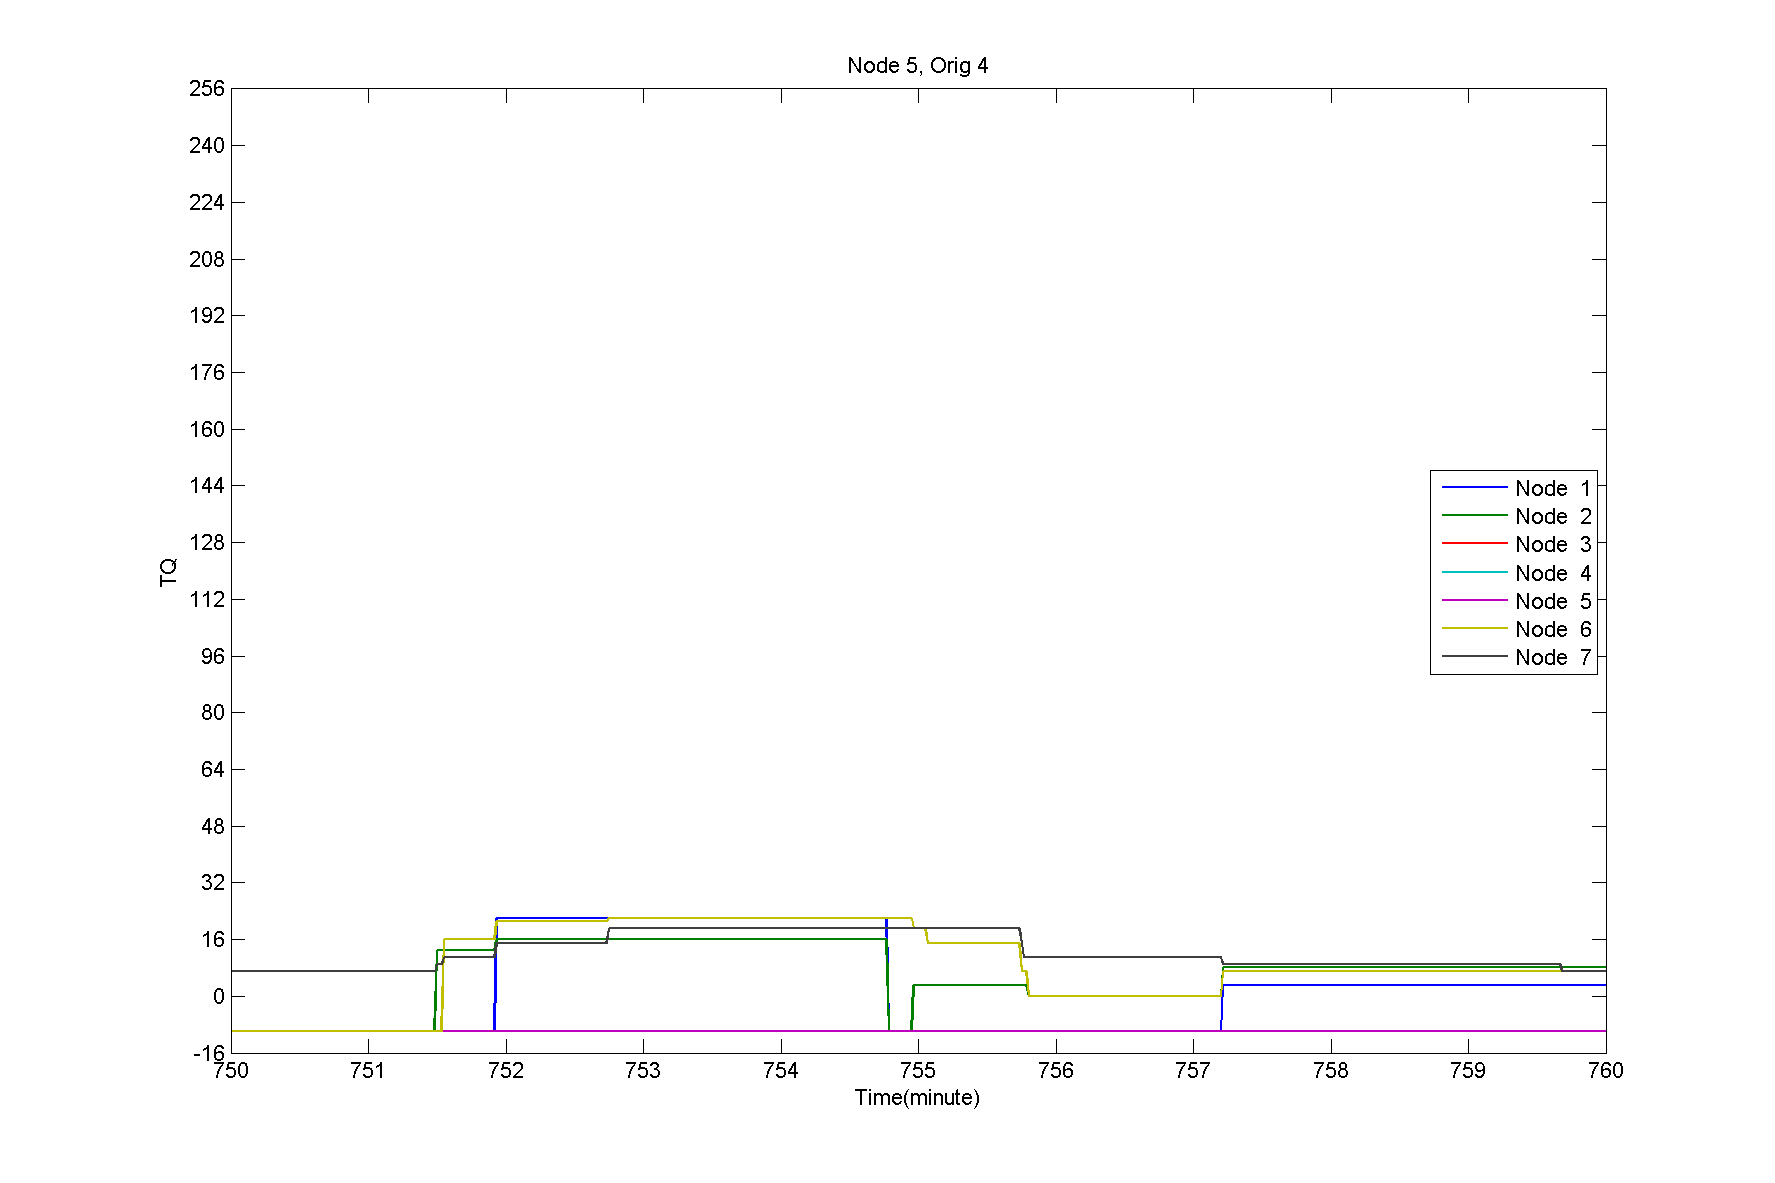 Node 5, Orig 4
256
240
224
208
192
176
160
144
128
112
96
80
64
48
32
16
0
-16
TQ
Node 1
Node 2
Node 3
Node 4
Node 5
Node 6
Node 7
750 751 752 753 754 755 756 757 758 759 760
Time(minute)